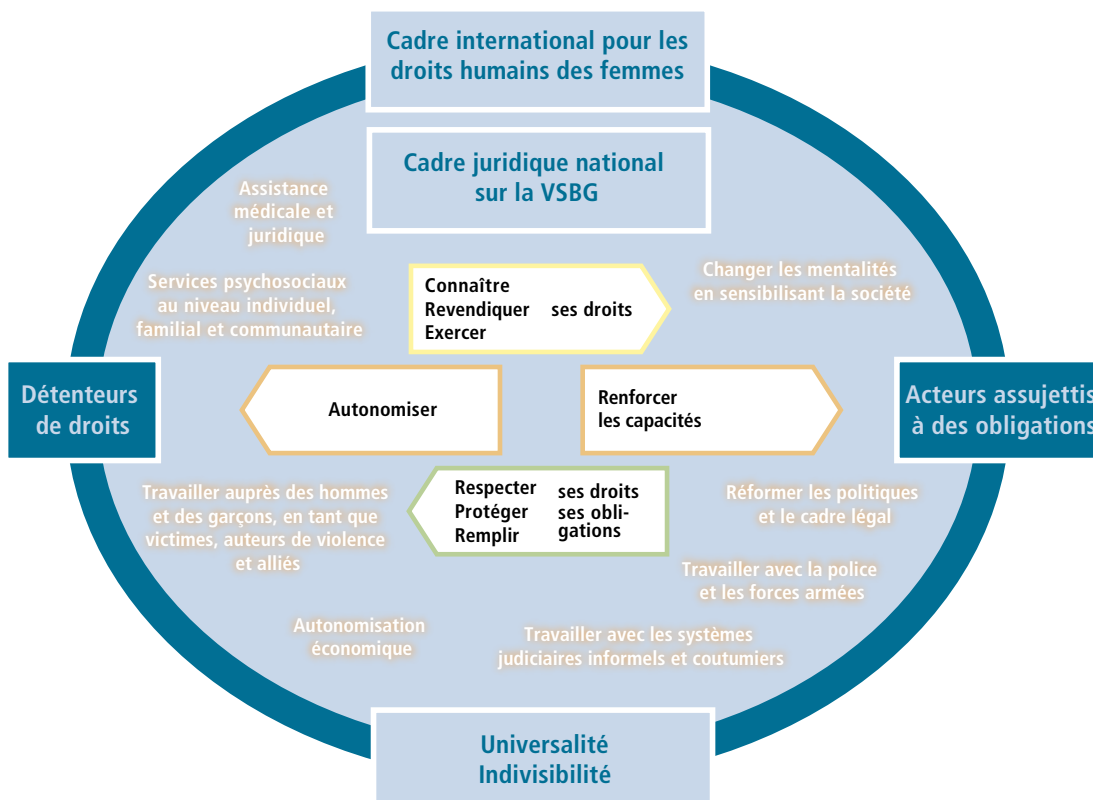 Cadre international pour les
droits humains des femmes
Cadre juridique national
sur la VSBG
Assistance
médicale et
juridique
Services psychosociaux
au niveau individuel,
familial et communautaire
Connaître
Revendiquer ses droits
Exercer
Changer les mentalités
en sensibilisant la société
Détenteurs
de droits
Autonomiser
Renforcer
les capacités
Acteurs assujettis
à des obligations
Travailler auprès des hommes
et des garçons, en tant que
victimes, auteurs de violence
et alliés
Respecter ses droits
Protéger ses obli-
Remplir gations
Réformer les politiques
et le cadre légal
Travailler avec la police
et les forces armées
Autonomisation
économique
Travailler avec les systèmes
judiciaires informels et coutumiers
Universalité
Indivisibilité